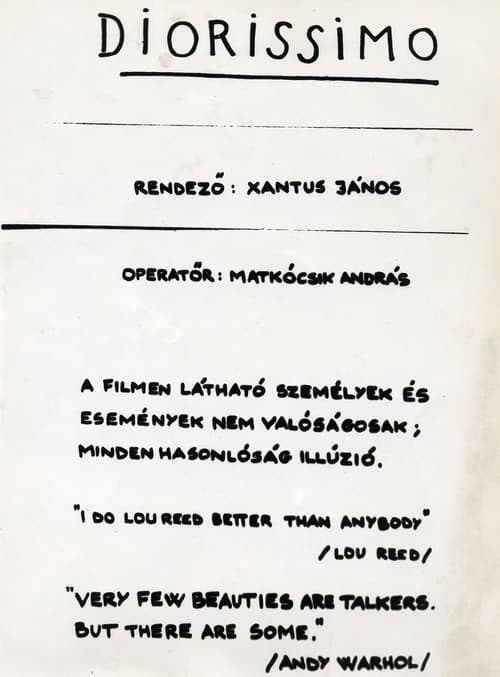 DIORISSIMO
RENDEZŐ: XANTUS JÁNOS
OPERATŐR: MATKÓCSIK ANDRÁS
A FILMEN LÁTHATÓ SZEMÉLYEK ÉS
ESEMÉNYEK NEM VALÓSÁGOSAK;
MINDEN HASONLÓSÁG ILLÚZIÓ.
"I DO LOU REED BETTER THAN ANYBODY"
/LOU REED/
"VERY FEW BEAUTIES ARE TALKERS.
BUT THERE ARE SOME."
/ANDY WARHOL/